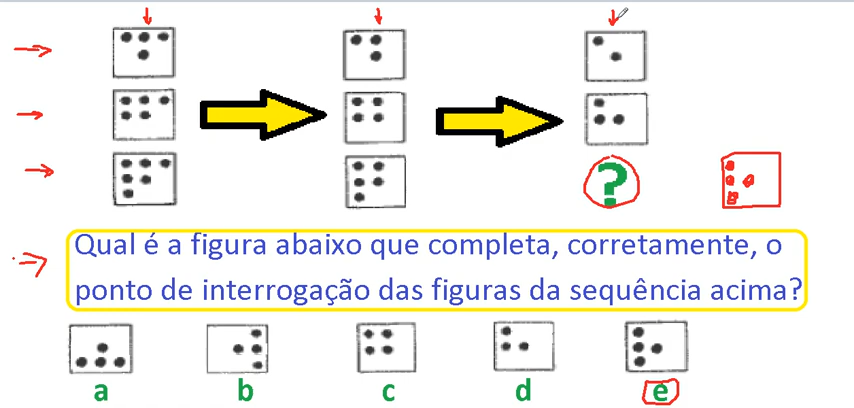 ?
Qual é a figura abaixo que completa, corretamente, o
ponto de interrogação das figuras da sequência acima?
a b c d e